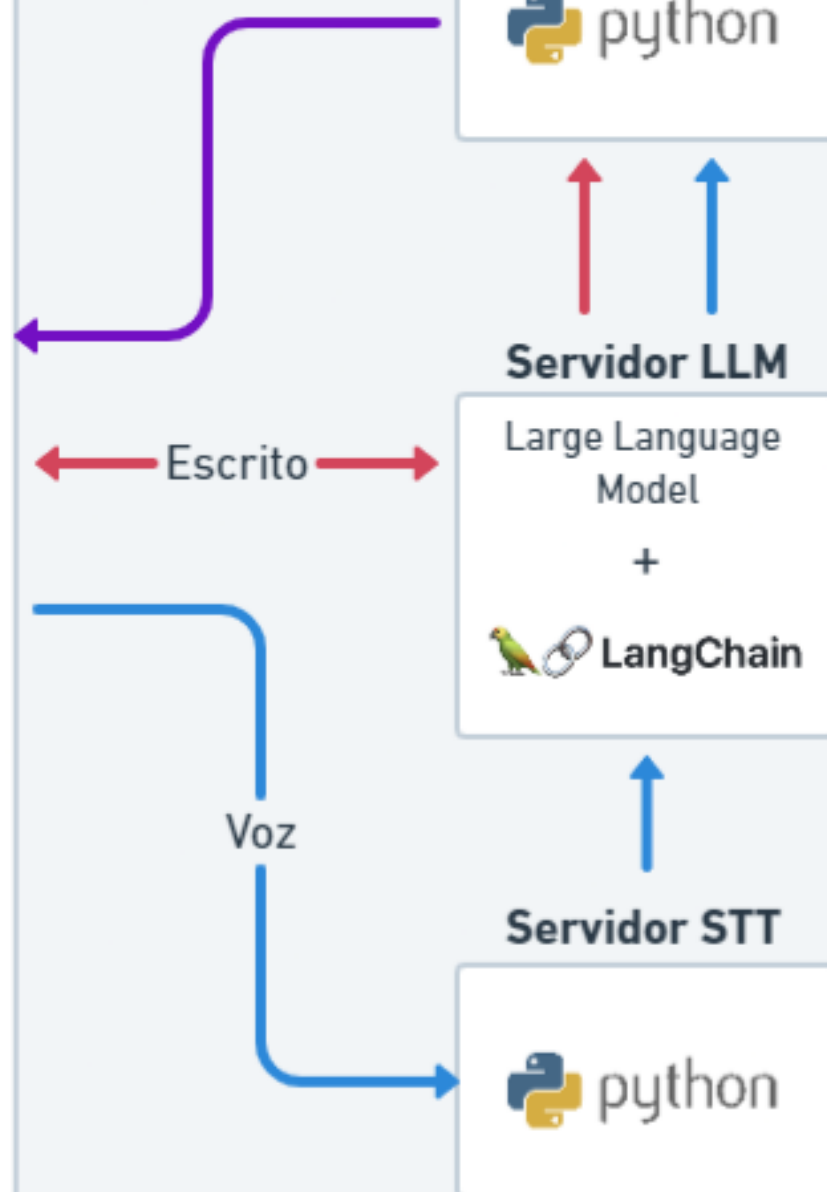 python
Servidor LLM
Escrito
Large Language
Model
+
LangChain
Voz
Servidor STT
python